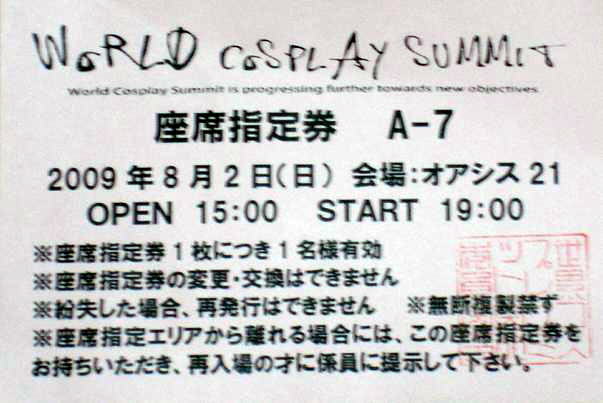 WORLD COSPLAY SUMMIT
World Cosplay Summit is progressing further towards new objectives.
座席指定券 A-7
2009年8月2日(日) 会場:オアシス21
OPEN 15:00 START 19:00
※座席指定券1枚につき1名様有効
※座席指定券の変更・交換はできません
※紛失した場合、再発行はできません ※無断複製禁ず
※座席指定エリアから離れる場合には、この座席指定券を
お持ちいただき、再入場の才に係員に提示して下さい。